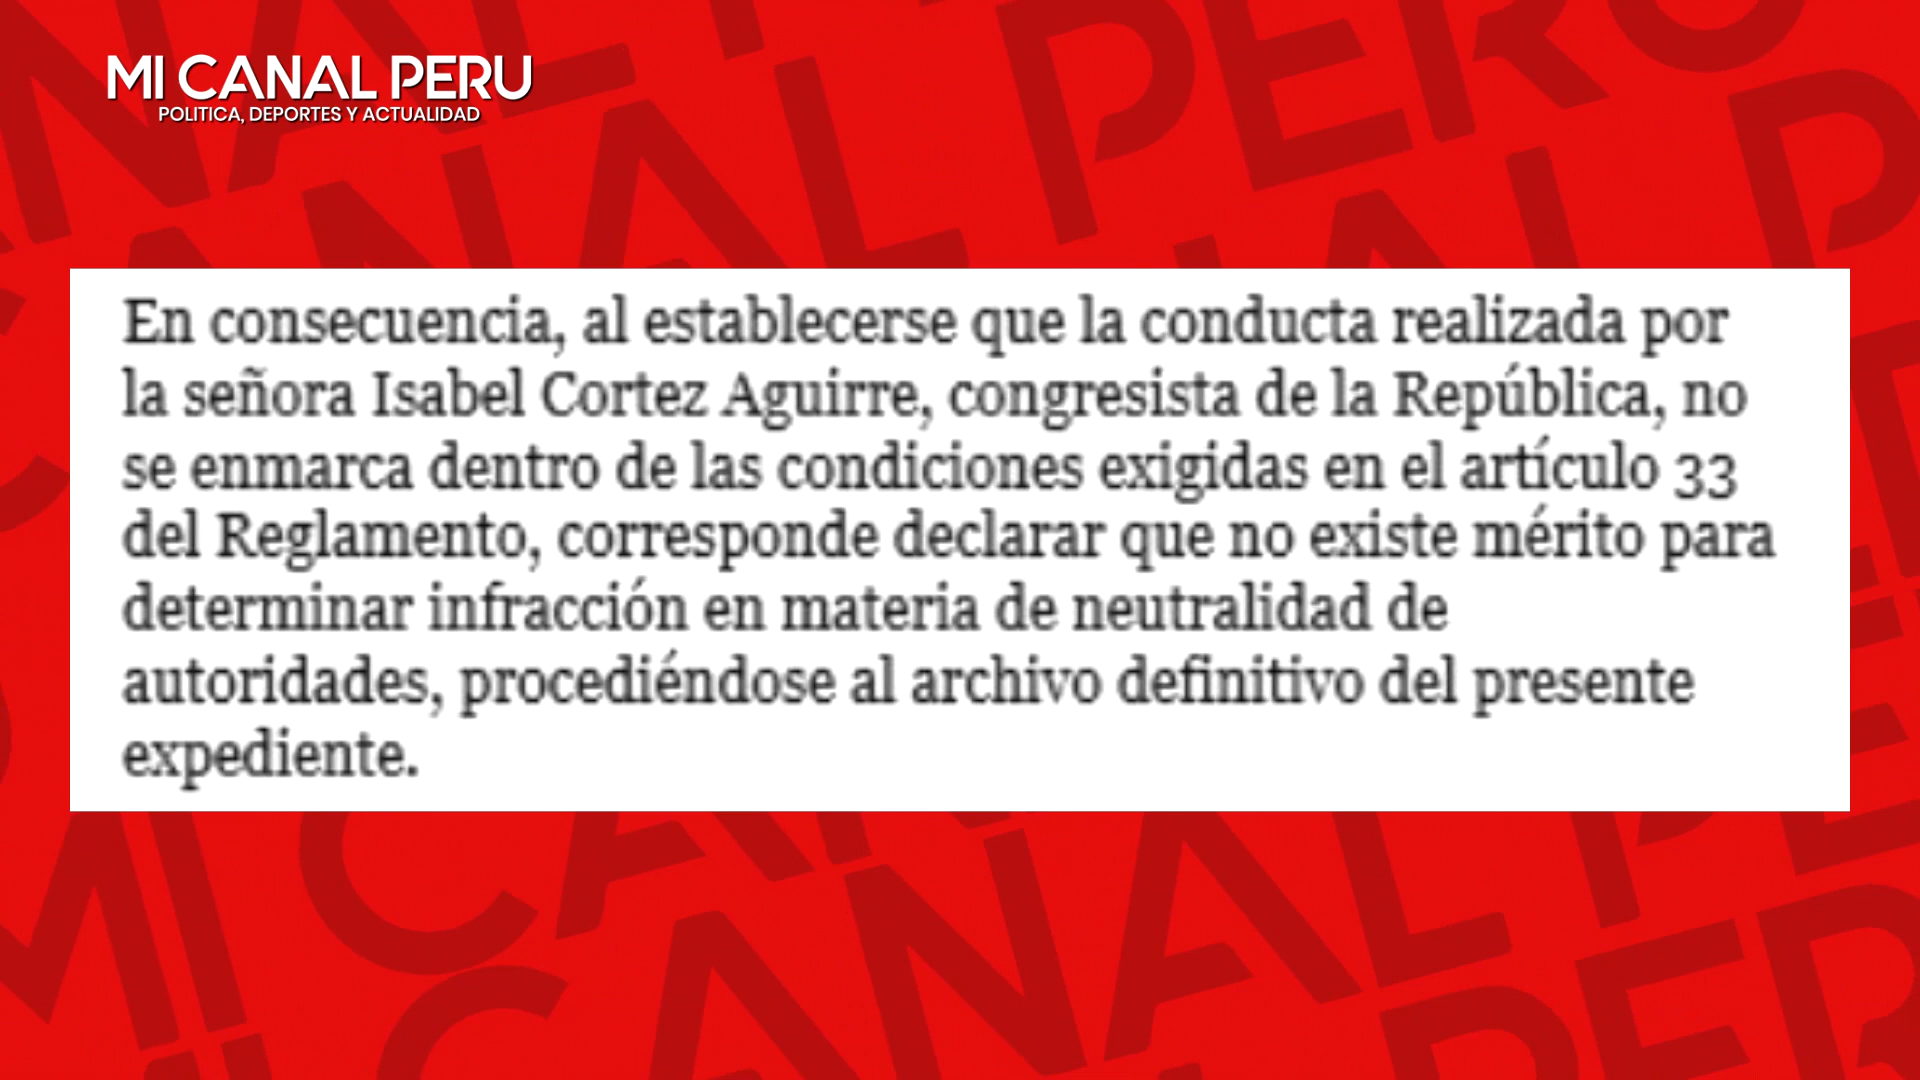 MI CANAL PERU
POLITICA, DEPORTES Y ACTUALIDAD
En consecuencia, al establecerse que la conducta realizada por
la señora Isabel Cortez Aguirre, congresista de la República, no
se enmarca dentro de las condiciones exigidas en el artículo 33
del Reglamento, corresponde declarar que no existe mérito para
determinar infracción en materia de neutralidad de
autoridades, procediéndose al archivo definitivo del presente
expediente.